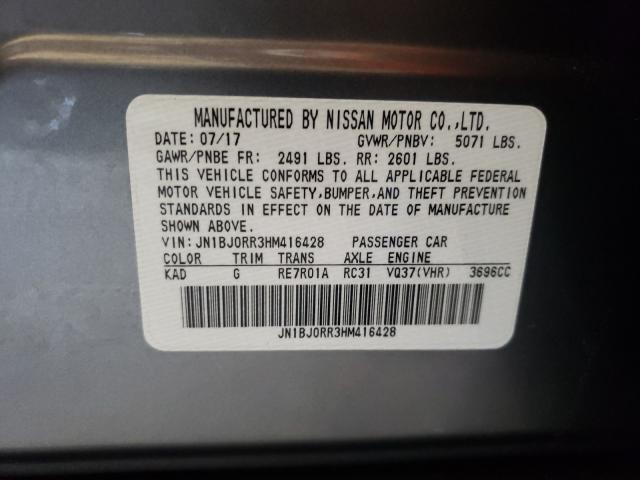 MANUFACTURED BY NISSAN MOTOR CO.,LTD.
DATE: 07/17 GVWR/PNBV: 5071 LBS.
GAWR/PNBE FR: 2491 LBS. RR: 2601 LBS.
THIS VEHICLE CONFORMS TO ALL APPLICABLE FEDERAL
MOTOR VEHICLE SAFETY,BUMPER,AND THEFT PREVENTION
STANDARDS IN EFFECT ON THE DATE OF MANUFACTURE
SHOWN ABOVE.
VIN: JN1BJ0RR3HM416428 PASSENGER CAR
COLOR TRIM TRANS AXLE ENGINE
KAD G RE7R01A RC31 VQ37(VHR) 3696CC
JN1BJ0RR3HM416428